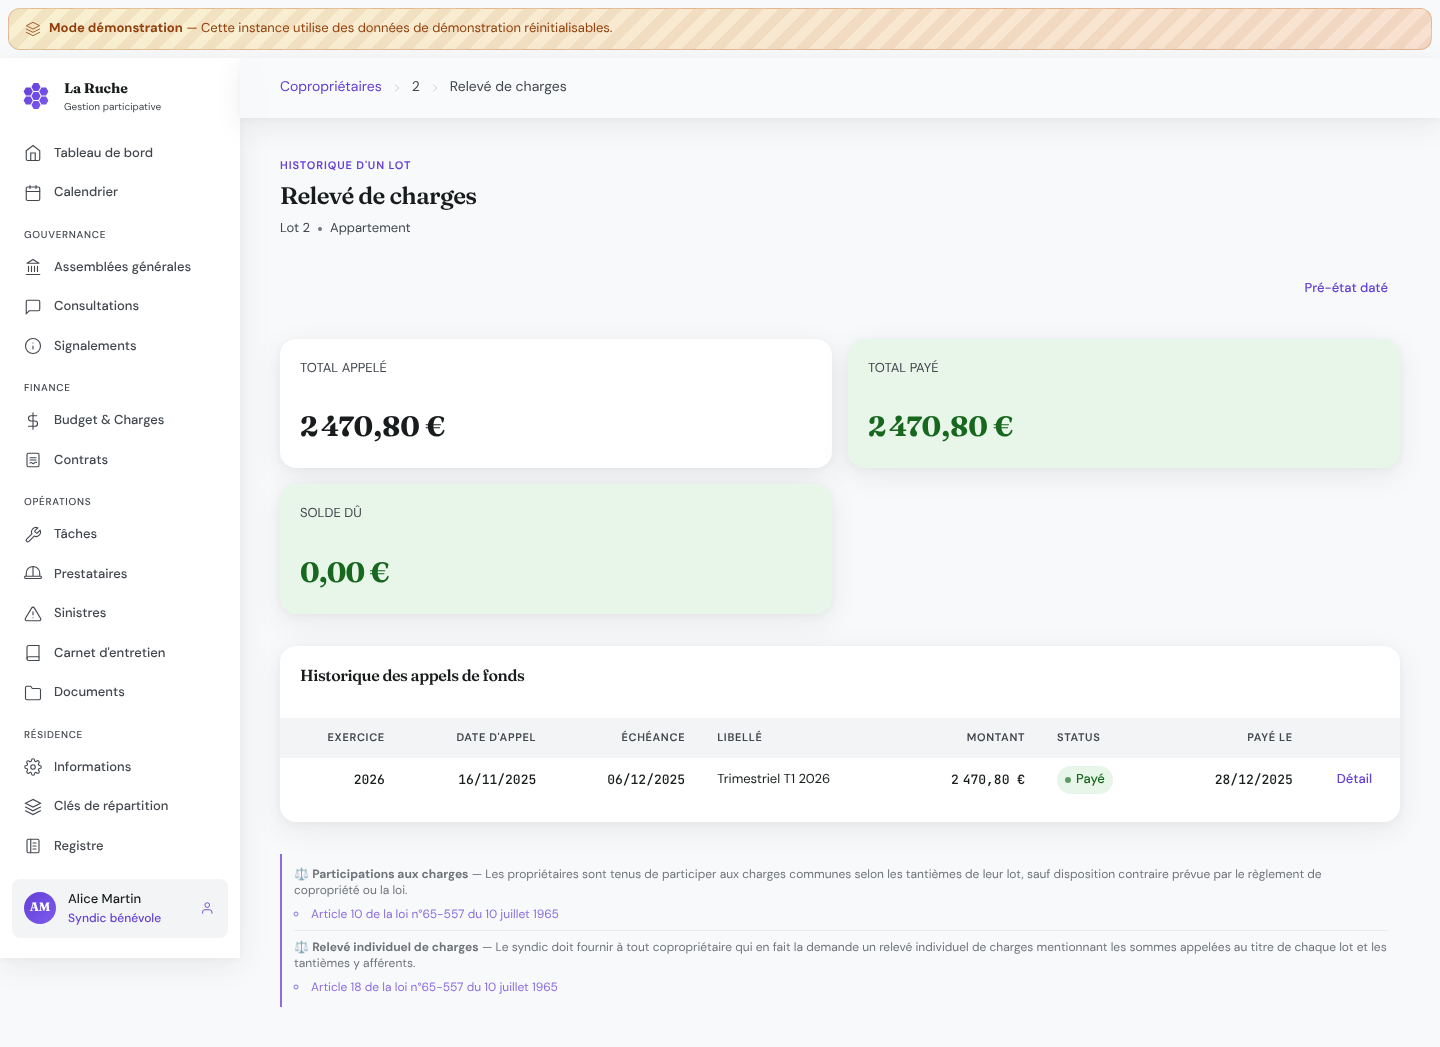 Mode démonstration — Cette instance utilise des données de démonstration réinitialisables.
La Ruche
Gestion participative
Tableau de bord
Calendrier
GOUVERNANCE
Assemblées générales
Consultations
Signalements
FINANCE
Budget & Charges
Contrats
OPÉRATIONS
Tâches
Prestataires
Sinistres
Carnet d'entretien
Documents
RÉSIDENCE
Informations
Clés de répartition
Registre
AM
Alice Martin
Syndic bénévole
Copropriétaires > 2 > Relevé de charges
HISTORIQUE D'UN LOT
Relevé de charges
Lot 2 • Appartement
Pré-état daté
TOTAL APPELÉ
2 470,80 €
TOTAL PAYÉ
2 470,80 €
SOLDE DÛ
0,00 €
Historique des appels de fonds
EXERCICE DATE D'APPEL ÉCHÉANCE LIBELLÉ MONTANT STATUS PAYÉ LE
2026 16/11/2025 06/12/2025 Trimestriel T1 2026 2 470,80 € Payé 28/12/2025 Détail
⚖️ Participations aux charges — Les propriétaires sont tenus de participer aux charges communes selon les tantièmes de leur lot, sauf disposition contraire prévue par le règlement de
copropriété ou la loi.
Article 10 de la loi n°65-557 du 10 juillet 1965
⚖️ Relevé individuel de charges — Le syndic doit fournir à tout copropriétaire qui en fait la demande un relevé individuel de charges mentionnant les sommes appelées au titre de chaque lot et les
tantièmes y afférents.
Article 18 de la loi n°65-557 du 10 juillet 1965